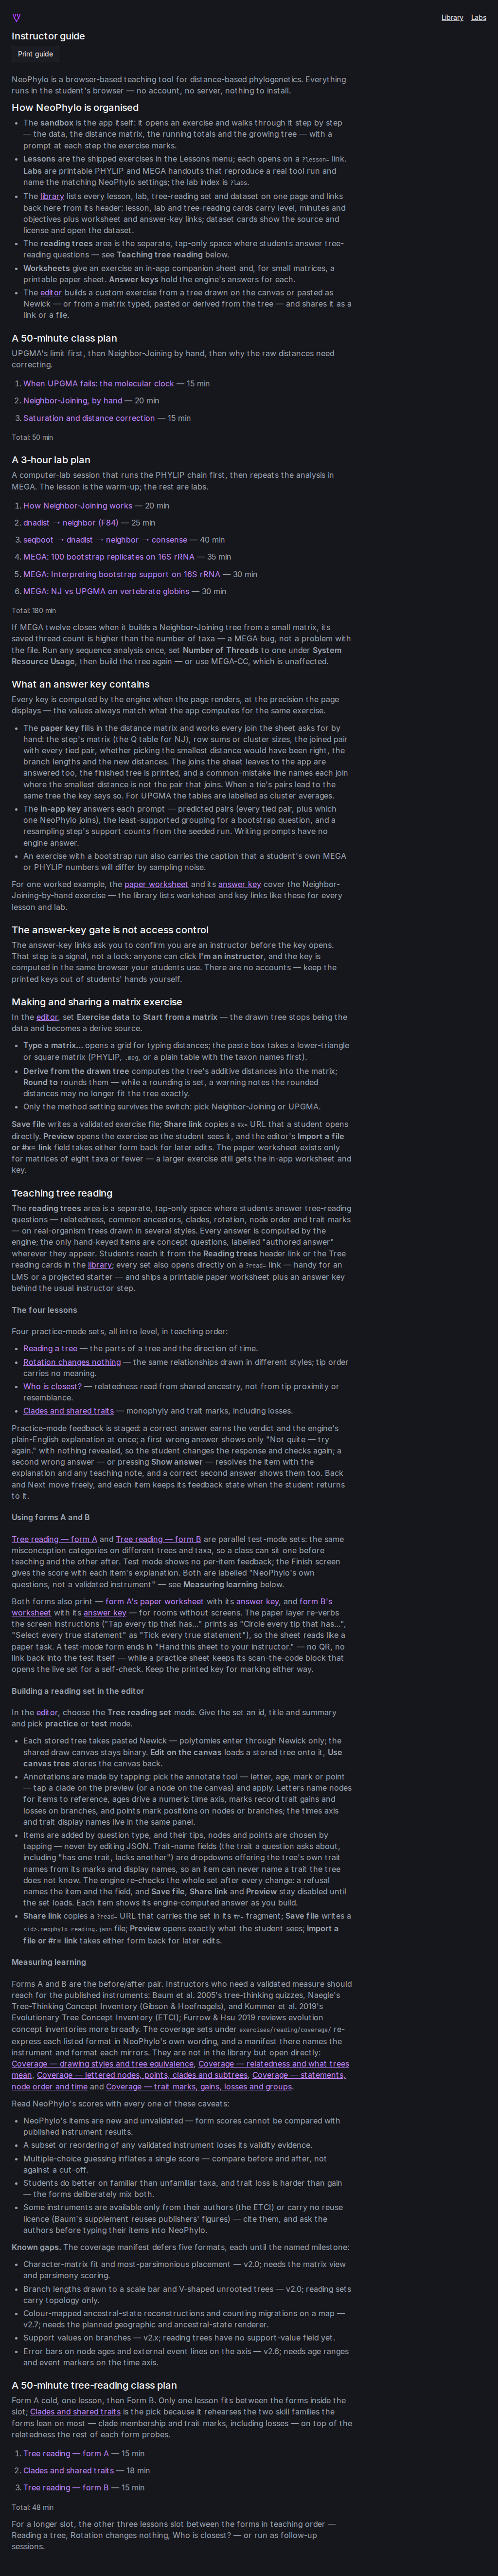 Library Labs
Instructor guide
Print guide
NeoPhylo is a browser-based teaching tool for distance-based phylogenetics. Everything
runs in the student's browser — no account, no server, nothing to install.
How NeoPhylo is organised
• The sandbox is the app itself: it opens an exercise and walks through it step by step
— the data, the distance matrix, the running totals and the growing tree — with a
prompt at each step the exercise marks.
• Lessons are the shipped exercises in the Lessons menu; each opens on a ?lesson= link.
Labs are printable PHYLIP and MEGA handouts that reproduce a real tool run and
name the matching NeoPhylo settings; the lab index is ?labs.
• The library lists every lesson, lab, tree-reading set and dataset on one page and links
back here from its header: lesson, lab and tree-reading cards carry level, minutes and
objectives plus worksheet and answer-key links; dataset cards show the source and
license and open the dataset.
• The reading trees area is the separate, tap-only space where students answer tree-
reading questions — see Teaching tree reading below.
• Worksheets give an exercise an in-app companion sheet and, for small matrices, a
printable paper sheet. Answer keys hold the engine's answers for each.
• The editor builds a custom exercise from a tree drawn on the canvas or pasted as
Newick — or from a matrix typed, pasted or derived from the tree — and shares it as a
link or a file.
A 50-minute class plan
UPGMA's limit first, then Neighbor-Joining by hand, then why the raw distances need
correcting.
1. When UPGMA fails: the molecular clock — 15 min
2. Neighbor-Joining, by hand — 20 min
3. Saturation and distance correction — 15 min
Total: 50 min
A 3-hour lab plan
A computer-lab session that runs the PHYLIP chain first, then repeats the analysis in
MEGA. The lesson is the warm-up; the rest are labs.
1. How Neighbor-Joining works — 20 min
2. dnadist → neighbor (F84) — 25 min
3. seqboot → dnadist → neighbor → consense — 40 min
4. MEGA: 100 bootstrap replicates on 16S rRNA — 35 min
5. MEGA: Interpreting bootstrap support on 16S rRNA — 30 min
6. MEGA: NJ vs UPGMA on vertebrate globins — 30 min
Total: 180 min
If MEGA twelve closes when it builds a Neighbor-Joining tree from a small matrix, its
saved thread count is higher than the number of taxa — a MEGA bug, not a problem with
the file. Run any sequence analysis once, set Number of Threads to one under System
Resource Usage, then build the tree again — or use MEGA-CC, which is unaffected.
What an answer key contains
Every key is computed by the engine when the page renders, at the precision the page
displays — the values always match what the app computes for the same exercise.
• The paper key fills in the distance matrix and works every join the sheet asks for by
hand: the step's matrix (the Q table for NJ), row sums or cluster sizes, the joined pair
with every tied pair, whether picking the smallest distance would have been right, the
branch lengths and the new distances. The joins the sheet leaves to the app are
answered too, the finished tree is printed, and a common-mistake line names each join
where the smallest distance is not the pair that joins. When a tie's pairs lead to the
same tree the key says so. For UPGMA the tables are labelled as cluster averages.
• The in-app key answers each prompt — predicted pairs (every tied pair, plus which
one NeoPhylo joins), the least-supported grouping for a bootstrap question, and a
resampling step's support counts from the seeded run. Writing prompts have no
engine answer.
• An exercise with a bootstrap run also carries the caption that a student's own MEGA
or PHYLIP numbers will differ by sampling noise.
For one worked example, the paper worksheet and its answer key cover the Neighbor-
Joining-by-hand exercise — the library lists worksheet and key links like these for every
lesson and lab.
The answer-key gate is not access control
The answer-key links ask you to confirm you are an instructor before the key opens.
That step is a signal, not a lock: anyone can click I'm an instructor, and the key is
computed in the same browser your students use. There are no accounts — keep the
printed keys out of students' hands yourself.
Making and sharing a matrix exercise
In the editor, set Exercise data to Start from a matrix — the drawn tree stops being the
data and becomes a derive source.
• Type a matrix… opens a grid for typing distances; the paste box takes a lower-triangle
or square matrix (PHYLIP, .meg, or a plain table with the taxon names first).
• Derive from the drawn tree computes the tree's additive distances into the matrix;
Round to rounds them — while a rounding is set, a warning notes the rounded
distances may no longer fit the tree exactly.
• Only the method setting survives the switch: pick Neighbor-Joining or UPGMA.
Save file writes a validated exercise file; Share link copies a #x= URL that a student opens
directly. Preview opens the exercise as the student sees it, and the editor's Import a file
or #x= link field takes either form back for later edits. The paper worksheet exists only
for matrices of eight taxa or fewer — a larger exercise still gets the in-app worksheet and
key.
Teaching tree reading
The reading trees area is a separate, tap-only space where students answer tree-reading
questions — relatedness, common ancestors, clades, rotation, node order and trait marks
— on real-organism trees drawn in several styles. Every answer is computed by the
engine; the only hand-keyed items are concept questions, labelled "authored answer"
wherever they appear. Students reach it from the Reading trees header link or the Tree
reading cards in the library; every set also opens directly on a ?read= link — handy for an
LMS or a projected starter — and ships a printable paper worksheet plus an answer key
behind the usual instructor step.
The four lessons
Four practice-mode sets, all intro level, in teaching order:
• Reading a tree — the parts of a tree and the direction of time.
• Rotation changes nothing — the same relationships drawn in different styles; tip order
carries no meaning.
• Who is closest? — relatedness read from shared ancestry, not from tip proximity or
resemblance.
• Clades and shared traits — monophyly and trait marks, including losses.
Practice-mode feedback is staged: a correct answer earns the verdict and the engine's
plain-English explanation at once; a first wrong answer shows only "Not quite — try
again." with nothing revealed, so the student changes the response and checks again; a
second wrong answer — or pressing Show answer — resolves the item with the
explanation and any teaching note, and a correct second answer shows them too. Back
and Next move freely, and each item keeps its feedback state when the student returns
to it.
Using forms A and B
Tree reading — form A and Tree reading — form B are parallel test-mode sets: the same
misconception categories on different trees and taxa, so a class can sit one before
teaching and the other after. Test mode shows no per-item feedback; the Finish screen
gives the score with each item's explanation. Both are labelled "NeoPhylo's own
questions, not a validated instrument" — see Measuring learning below.
Both forms also print — form A's paper worksheet with its answer key, and form B's
worksheet with its answer key — for rooms without screens. The paper layer re-verbs
the screen instructions ("Tap every tip that has…" prints as "Circle every tip that has…",
"Select every true statement" as "Tick every true statement"), so the sheet reads like a
paper task. A test-mode form ends in "Hand this sheet to your instructor." — no QR, no
link back into the test itself — while a practice sheet keeps its scan-the-code block that
opens the live set for a self-check. Keep the printed key for marking either way.
Building a reading set in the editor
In the editor, choose the Tree reading set mode. Give the set an id, title and summary
and pick practice or test mode.
• Each stored tree takes pasted Newick — polytomies enter through Newick only; the
shared draw canvas stays binary. Edit on the canvas loads a stored tree onto it, Use
canvas tree stores the canvas back.
• Annotations are made by tapping: pick the annotate tool — letter, age, mark or point
— tap a clade on the preview (or a node on the canvas) and apply. Letters name nodes
for items to reference, ages drive a numeric time axis, marks record trait gains and
losses on branches, and points mark positions on nodes or branches; the times axis
and trait display names live in the same panel.
• Items are added by question type, and their tips, nodes and points are chosen by
tapping — never by editing JSON. Trait-name fields (the trait a question asks about,
including "has one trait, lacks another") are dropdowns offering the tree's own trait
names from its marks and display names, so an item can never name a trait the tree
does not know. The engine re-checks the whole set after every change: a refusal
names the item and the field, and Save file, Share link and Preview stay disabled until
the set loads. Each item shows its engine-computed answer as you build.
• Share link copies a ?read= URL that carries the set in its #r= fragment; Save file writes a
<id>.neophylo-reading.json file; Preview opens exactly what the student sees; Import a
file or #r= link takes either form back for later edits.
Measuring learning
Forms A and B are the before/after pair. Instructors who need a validated measure should
reach for the published instruments: Baum et al. 2005's tree-thinking quizzes, Naegle's
Tree-Thinking Concept Inventory (Gibson & Hoefnagels), and Kummer et al. 2019's
Evolutionary Tree Concept Inventory (ETCI); Furrow & Hsu 2019 reviews evolution
concept inventories more broadly. The coverage sets under exercises/reading/coverage/ re-
express each listed format in NeoPhylo's own wording, and a manifest there names the
instrument and format each mirrors. They are not in the library but open directly:
Coverage — drawing styles and tree equivalence, Coverage — relatedness and what trees
mean, Coverage — lettered nodes, points, clades and subtrees, Coverage — statements,
node order and time and Coverage — trait marks, gains, losses and groups.
Read NeoPhylo's scores with every one of these caveats:
• NeoPhylo's items are new and unvalidated — form scores cannot be compared with
published instrument results.
• A subset or reordering of any validated instrument loses its validity evidence.
• Multiple-choice guessing inflates a single score — compare before and after, not
against a cut-off.
• Students do better on familiar than unfamiliar taxa, and trait loss is harder than gain
— the forms deliberately mix both.
• Some instruments are available only from their authors (the ETCI) or carry no reuse
licence (Baum's supplement reuses publishers' figures) — cite them, and ask the
authors before typing their items into NeoPhylo.
Known gaps. The coverage manifest defers five formats, each until the named milestone:
• Character-matrix fit and most-parsimonious placement — v2.0; needs the matrix view
and parsimony scoring.
• Branch lengths drawn to a scale bar and V-shaped unrooted trees — v2.0; reading sets
carry topology only.
• Colour-mapped ancestral-state reconstructions and counting migrations on a map —
v2.7; needs the planned geographic and ancestral-state renderer.
• Support values on branches — v2.x; reading trees have no support-value field yet.
• Error bars on node ages and external event lines on the axis — v2.6; needs age ranges
and event markers on the time axis.
A 50-minute tree-reading class plan
Form A cold, one lesson, then Form B. Only one lesson fits between the forms inside the
slot; Clades and shared traits is the pick because it rehearses the two skill families the
forms lean on most — clade membership and trait marks, including losses — on top of the
relatedness the rest of each form probes.
1. Tree reading — form A — 15 min
2. Clades and shared traits — 18 min
3. Tree reading — form B — 15 min
Total: 48 min
For a longer slot, the other three lessons slot between the forms in teaching order —
Reading a tree, Rotation changes nothing, Who is closest? — or run as follow-up
sessions.